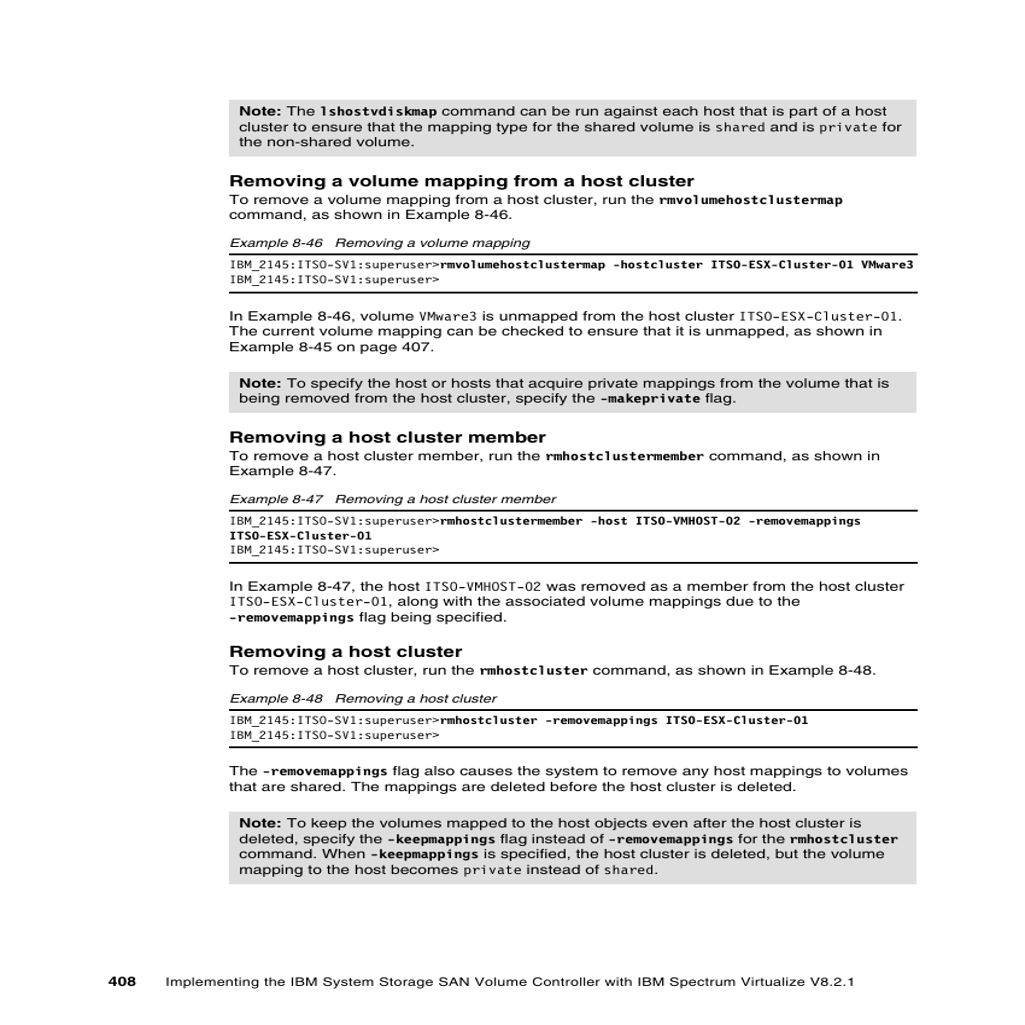 Note: The lshostvdiskmap command can be run against each host that is part of a host
cluster to ensure that the mapping type for the shared volume is shared and is private for
the non-shared volume.
Removing a volume mapping from a host cluster
To remove a volume mapping from a host cluster, run the rmvolumehostclustermap
command, as shown in Example 8-46.
Example 8-46 Removing a volume mapping
IBM_2145:ITSO-SV1:superuser>rmvolumehostclustermap -hostcluster ITSO-ESX-Cluster-01 VMware3
IBM_2145:ITSO-SV1:superuser>
In Example 8-46, volume VMware3 is unmapped from the host cluster ITSO-ESX-Cluster-01.
The current volume mapping can be checked to ensure that it is unmapped, as shown in
Example 8-45 on page 407.
Note: To specify the host or hosts that acquire private mappings from the volume that is
being removed from the host cluster, specify the -makeprivate flag.
Removing a host cluster member
To remove a host cluster member, run the rmhostclustermember command, as shown in
Example 8-47.
Example 8-47 Removing a host cluster member
IBM_2145:ITSO-SV1:superuser>rmhostclustermember -host ITSO-VMHOST-02 -removemappings
ITSO-ESX-Cluster-01
IBM_2145:ITSO-SV1:superuser>
In Example 8-47, the host ITSO-VMHOST-02 was removed as a member from the host cluster
ITSO-ESX-Cluster-01, along with the associated volume mappings due to the
-removemappings flag being specified.
Removing a host cluster
To remove a host cluster, run the rmhostcluster command, as shown in Example 8-48.
Example 8-48 Removing a host cluster
IBM_2145:ITSO-SV1:superuser>rmhostcluster -removemappings ITSO-ESX-Cluster-01
IBM_2145:ITSO-SV1:superuser>
The -removemappings flag also causes the system to remove any host mappings to volumes
that are shared. The mappings are deleted before the host cluster is deleted.
Note: To keep the volumes mapped to the host objects even after the host cluster is
deleted, specify the -keepmappings flag instead of -removemappings for the rmhostcluster
command. When -keepmappings is specified, the host cluster is deleted, but the volume
mapping to the host becomes private instead of shared.
408 Implementing the IBM System Storage SAN Volume Controller with IBM Spectrum Virtualize V8.2.1